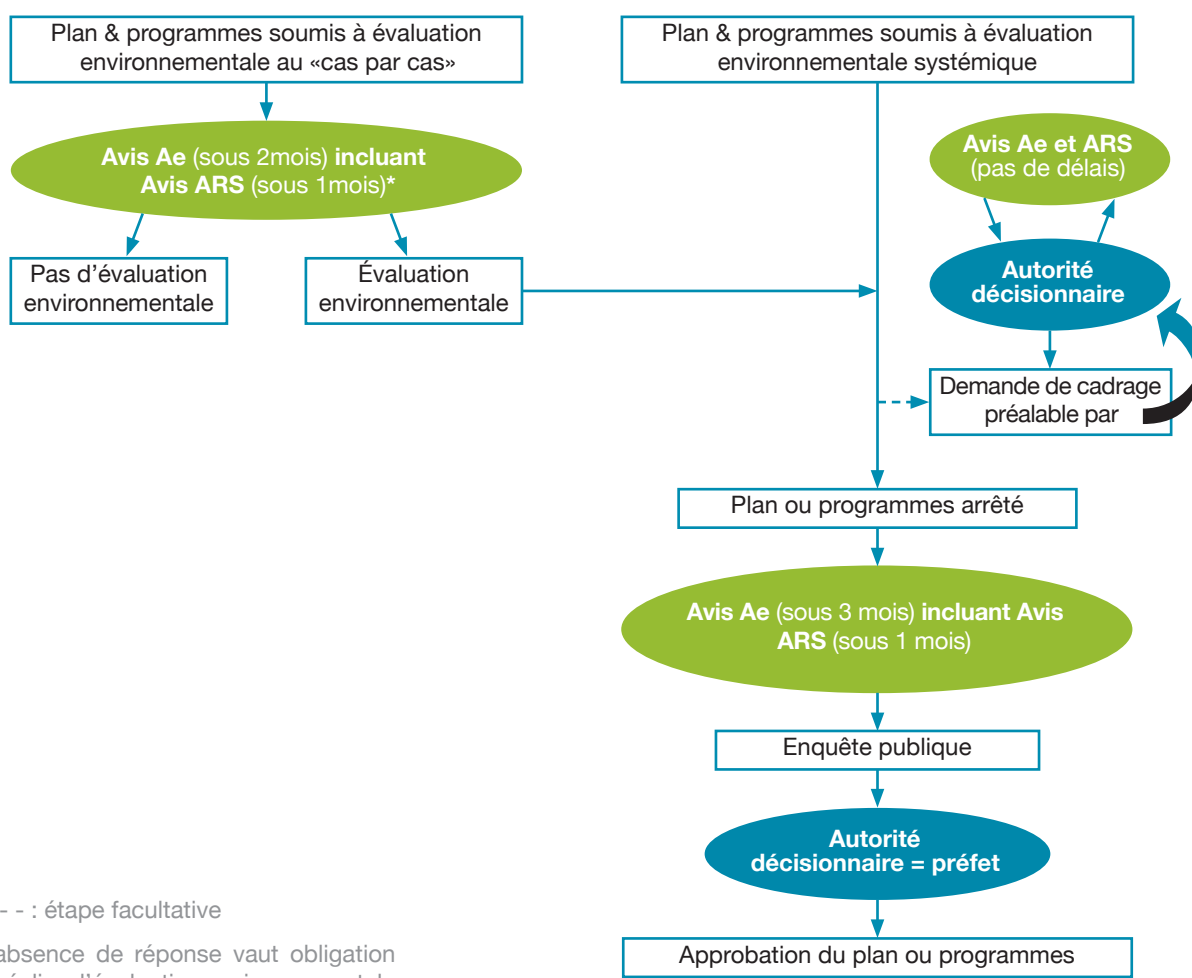 Plan & programmes soumis à évaluation
environnementale au «cas par cas»
Avis Ae (sous 2mois) incluant
Avis ARS (sous 1mois)*
Pas d’évaluation
environnementale
Évaluation
environnementale
Plan & programmes soumis à évaluation
environnementale systémique
Avis Ae et ARS
(pas de délais)
Autorité
décisionnaire
Demande de cadrage
préalable par
Plan ou programmes arrêté
Avis Ae (sous 3 mois) incluant Avis
ARS (sous 1 mois)
Enquête publique
Autorité
décisionnaire = préfet
Approbation du plan ou programmes
- - : étape facultative
absence de réponse vaut obligation